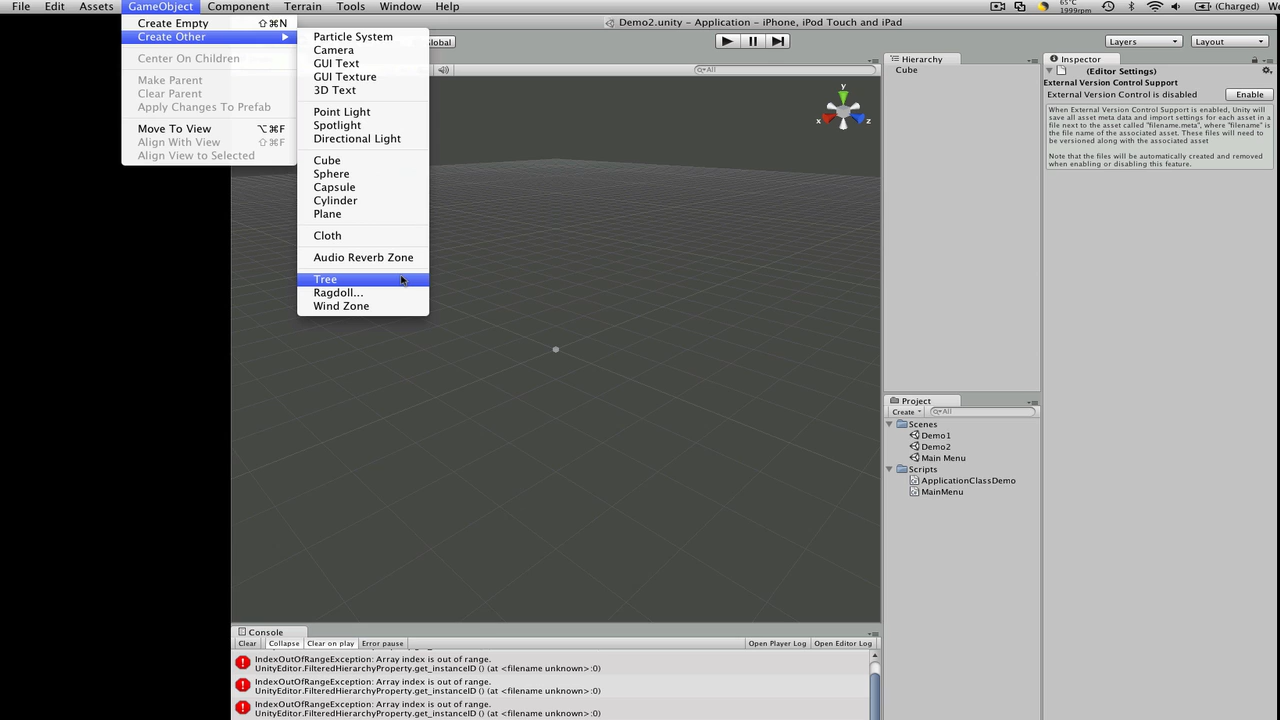 File Edit Assets GameObject Component Terrain Tools Window Help
65°C
1999rpm
(Charged)
Demo2.unity - Application - iPhone, iPod Touch and iPad
Create Empty ⇧⌘N
Create Other
Center On Children
Make Parent
Clear Parent
Apply Changes To Prefab
Move To View ⌥⌘F
Align With View ⇧⌘F
Align View to Selected
Particle System
Camera
GUI Text
GUI Texture
3D Text
Point Light
Spotlight
Directional Light
Cube
Sphere
Capsule
Cylinder
Plane
Cloth
Audio Reverb Zone
Tree
Ragdoll...
Wind Zone
Global
Layers
Layout
All
y
x
z
Hierarchy
Cube
Project
Create
All
Scenes
Demo1
Demo2
Main Menu
Scripts
ApplicationClassDemo
MainMenu
Inspector
(Editor Settings)
External Version Control Support
External Version Control is disabled Enable
When External Version Control Support is enabled, Unity will
save all asset meta data and import settings for each asset in a
file next to the asset called "filename.meta", where "filename" is
the file name of the associated asset. These files will need to
be versioned along with the associated asset
Note that the files will be automatically created and removed
when enabling or disabling this feature.
Console
Clear Collapse Clear on play Error pause Open Player Log Open Editor Log
IndexOutOfRangeException: Array index is out of range.
UnityEditor.FilteredHierarchyProperty.get_instanceID () (at <filename unknown>:0)
IndexOutOfRangeException: Array index is out of range.
UnityEditor.FilteredHierarchyProperty.get_instanceID () (at <filename unknown>:0)
IndexOutOfRangeException: Array index is out of range.
UnityEditor.FilteredHierarchyProperty.get_instanceID () (at <filename unknown>:0)